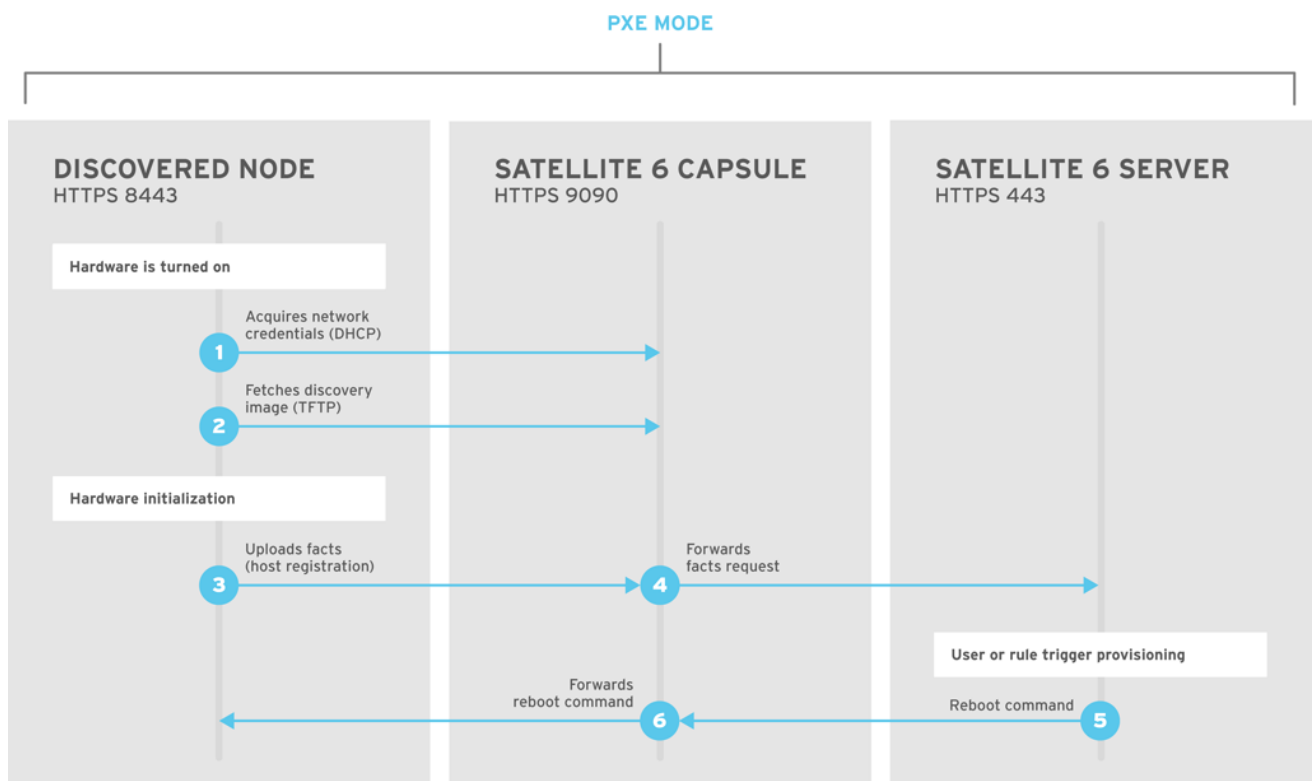 PXE MODE
DISCOVERED NODE
HTTPS 8443
SATELLITE 6 CAPSULE
HTTPS 9090
SATELLITE 6 SERVER
HTTPS 443
Hardware is turned on
Acquires network
credentials (DHCP)
1
Fetches discovery
image (TFTP)
2
Hardware initialization
Uploads facts
(host registration)
3
Forwards
facts request
4
User or rule trigger provisioning
Reboot command
5
Forwards
reboot command
6